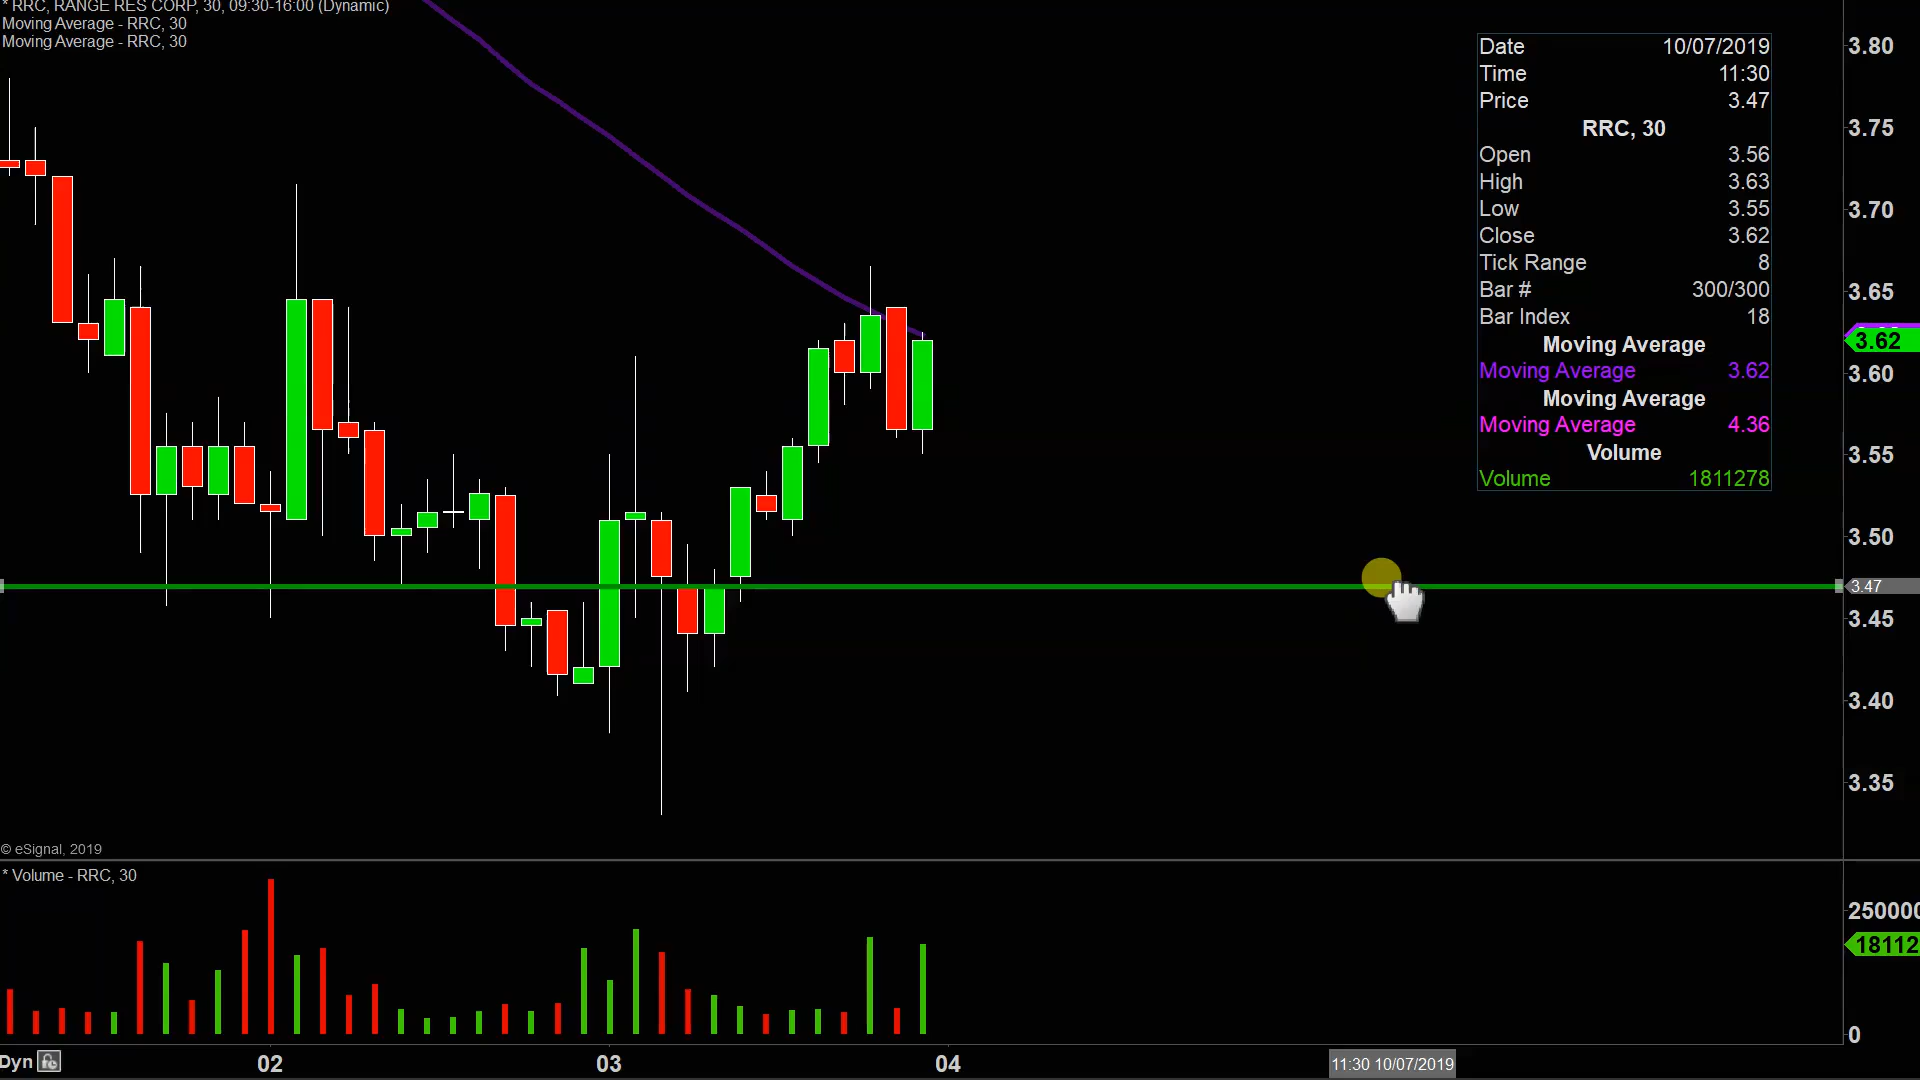 * RRC, RANGE RES CORP, 30, 09:30-16:00 (Dynamic)
Moving Average - RRC, 30
Moving Average - RRC, 30
Date 10/07/2019
Time 11:30
Price 3.47
RRC, 30
Open 3.56
High 3.63
Low 3.55
Close 3.62
Tick Range 8
Bar # 300/300
Bar Index 18
Moving Average
Moving Average 3.62
Moving Average
Moving Average 4.36
Volume
Volume 1811278
3.80
3.75
3.70
3.65
3.62
3.60
3.55
3.50
3.47
3.45
3.40
3.35
© eSignal, 2019
* Volume - RRC, 30
250000
18112
0
Dyn
02
03
04
11:30 10/07/2019